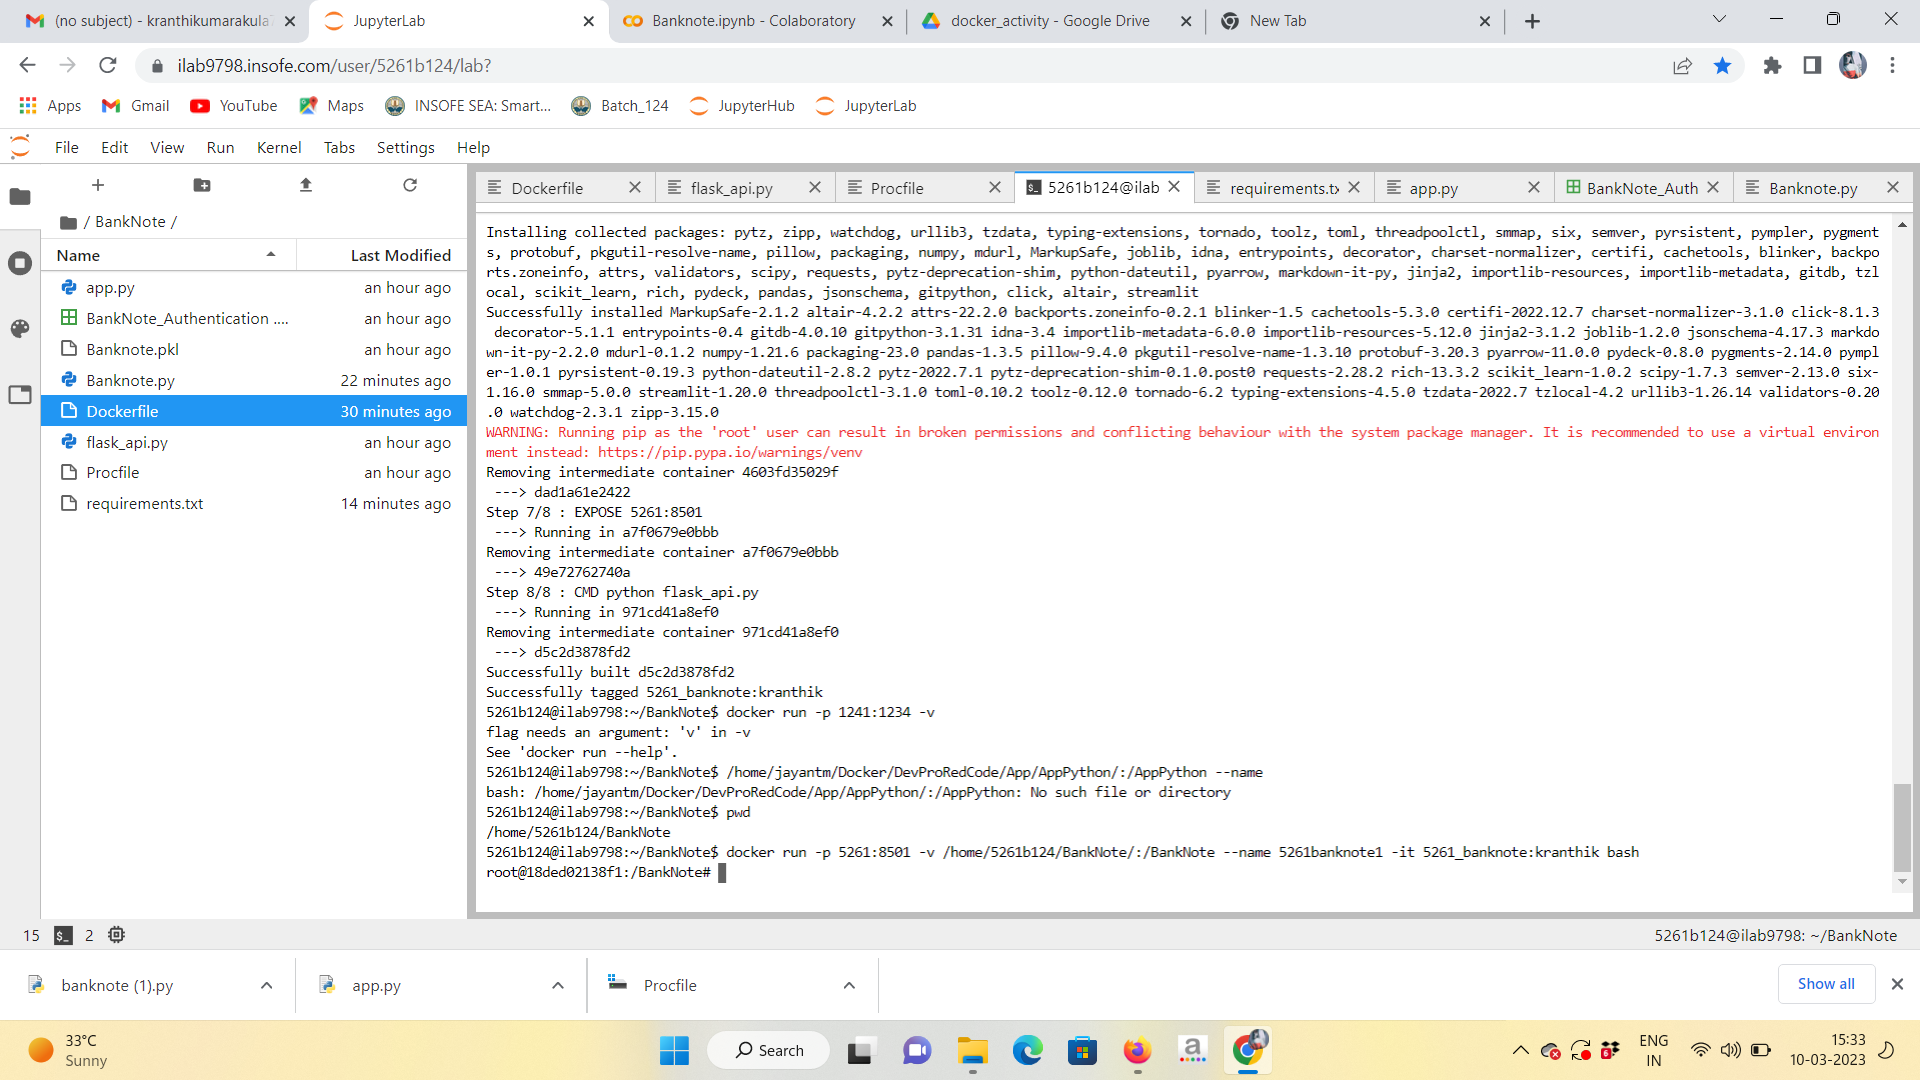 (no subject) - kranthikumarakula7
JupyterLab
Banknote.ipynb - Colaboratory
docker_activity - Google Drive
New Tab
ilab9798.insofe.com/user/5261b124/lab?
Apps
Gmail
YouTube
Maps
INSOFE SEA: Smart...
Batch_124
JupyterHub
JupyterLab
File Edit View Run Kernel Tabs Settings Help
/ BankNote /
Name Last Modified
app.py an hour ago
BankNote_Authentication .... an hour ago
Banknote.pkl an hour ago
Banknote.py 22 minutes ago
Dockerfile 30 minutes ago
flask_api.py an hour ago
Procfile an hour ago
requirements.txt 14 minutes ago
Dockerfile
flask_api.py
Procfile
5261b124@ilab
requirements.tx
app.py
BankNote_Auth
Banknote.py
Installing collected packages: pytz, zipp, watchdog, urllib3, tzdata, typing-extensions, tornado, toolz, toml, threadpoolctl, smmap, six, semver, pyrsistent, pympler, pygment
s, protobuf, pkgutil-resolve-name, pillow, packaging, numpy, mdurl, MarkupSafe, joblib, idna, entrypoints, decorator, charset-normalizer, certifi, cachetools, blinker, backpo
rts.zoneinfo, attrs, validators, scipy, requests, pytz-deprecation-shim, python-dateutil, pyarrow, markdown-it-py, jinja2, importlib-resources, importlib-metadata, gitdb, tzl
ocal, scikit_learn, rich, pydeck, pandas, jsonschema, gitpython, click, altair, streamlit
Successfully installed MarkupSafe-2.1.2 altair-4.2.2 attrs-22.2.0 backports.zoneinfo-0.2.1 blinker-1.5 cachetools-5.3.0 certifi-2022.12.7 charset-normalizer-3.1.0 click-8.1.3
decorator-5.1.1 entrypoints-0.4 gitdb-4.0.10 gitpython-3.1.31 idna-3.4 importlib-metadata-6.0.0 importlib-resources-5.12.0 jinja2-3.1.2 joblib-1.2.0 jsonschema-4.17.3 markdo
wn-it-py-2.2.0 mdurl-0.1.2 numpy-1.21.6 packaging-23.0 pandas-1.3.5 pillow-9.4.0 pkgutil-resolve-name-1.3.10 protobuf-3.20.3 pyarrow-11.0.0 pydeck-0.8.0 pygments-2.14.0 pympl
er-1.0.1 pyrsistent-0.19.3 python-dateutil-2.8.2 pytz-2022.7.1 pytz-deprecation-shim-0.1.0.post0 requests-2.28.2 rich-13.3.2 scikit_learn-1.0.2 scipy-1.7.3 semver-2.13.0 six-
1.16.0 smmap-5.0.0 streamlit-1.20.0 threadpoolctl-3.1.0 toml-0.10.2 toolz-0.12.0 tornado-6.2 typing-extensions-4.5.0 tzdata-2022.7 tzlocal-4.2 urllib3-1.26.14 validators-0.20
.0 watchdog-2.3.1 zipp-3.15.0
WARNING: Running pip as the 'root' user can result in broken permissions and conflicting behaviour with the system package manager. It is recommended to use a virtual environ
ment instead: https://pip.pypa.io/warnings/venv
Removing intermediate container 4603fd35029f
---> dad1a61e2422
Step 7/8 : EXPOSE 5261:8501
---> Running in a7f0679e0bbb
Removing intermediate container a7f0679e0bbb
---> 49e72762740a
Step 8/8 : CMD python flask_api.py
---> Running in 971cd41a8ef0
Removing intermediate container 971cd41a8ef0
---> d5c2d3878fd2
Successfully built d5c2d3878fd2
Successfully tagged 5261_banknote:kranthik
5261b124@ilab9798:~/BankNote$ docker run -p 1241:1234 -v
flag needs an argument: 'v' in -v
See 'docker run --help'.
5261b124@ilab9798:~/BankNote$ /home/jayantm/Docker/DevProRedCode/App/AppPython/:/AppPython --name
bash: /home/jayantm/Docker/DevProRedCode/App/AppPython/:/AppPython: No such file or directory
5261b124@ilab9798:~/BankNote$ pwd
/home/5261b124/BankNote
5261b124@ilab9798:~/BankNote$ docker run -p 5261:8501 -v /home/5261b124/BankNote/:/BankNote --name 5261banknote1 -it 5261_banknote:kranthik bash
root@18ded02138f1:/BankNote#
15 $_ 2
5261b124@ilab9798: ~/BankNote
banknote (1).py
app.py
Procfile
Show all
33°C
Sunny
Search
ENG
IN
15:33
10-03-2023